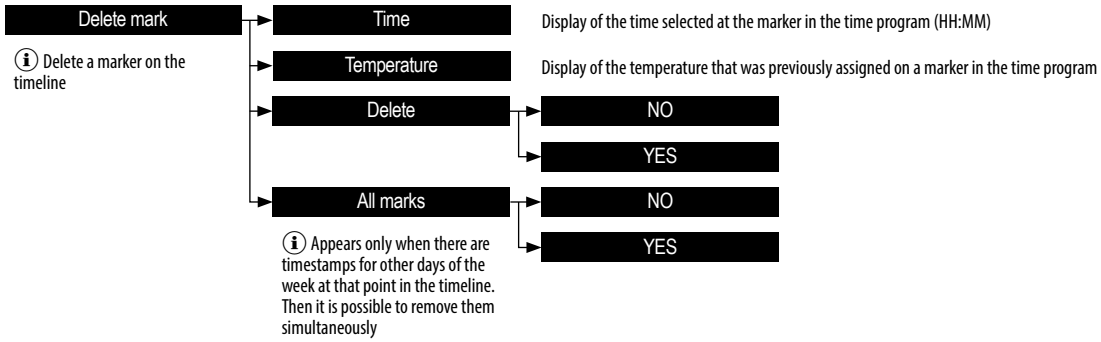 Delete mark
Time
Display of the time selected at the marker in the time program (HH:MM)
i Delete a marker on the
timeline
Temperature
Display of the temperature that was previously assigned on a marker in the time program
Delete
NO
YES
All marks
NO
YES
i Appears only when there are
timestamps for other days of the
week at that point in the timeline.
Then it is possible to remove them
simultaneously